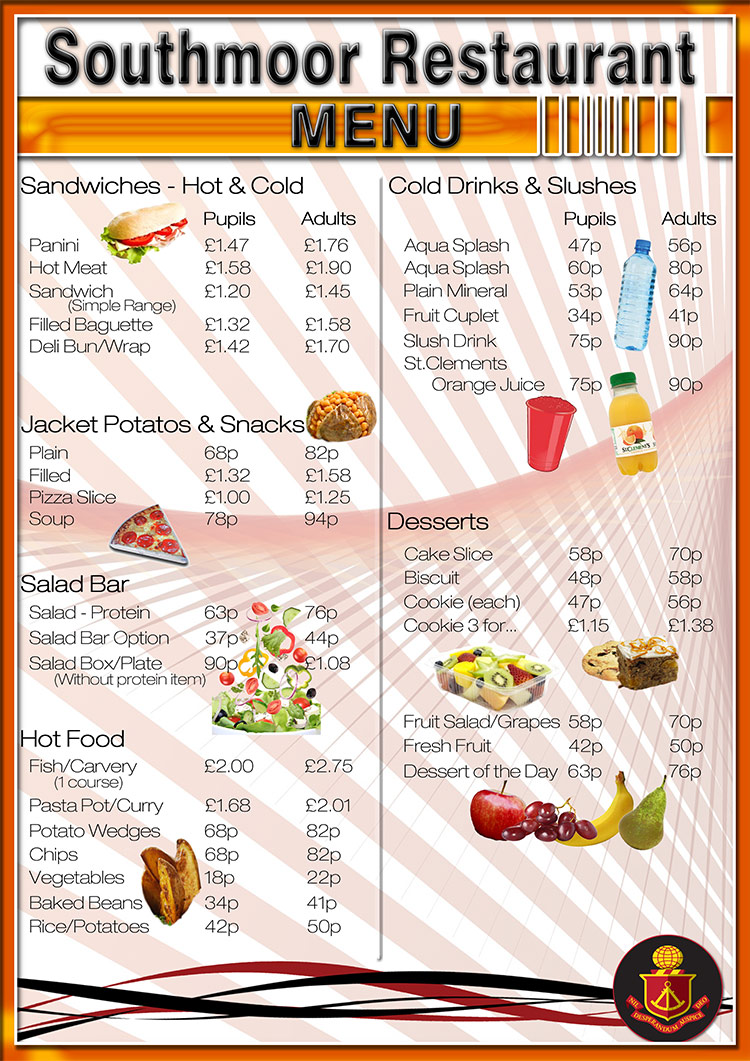 Southmoor Restaurant
MENU
Sandwiches - Hot & Cold
Pupils Adults
Panini £1.47 £1.76
Hot Meat £1.58 £1.90
Sandwich £1.20 £1.45
(Simple Range)
Filled Baguette £1.32 £1.58
Deli Bun/Wrap £1.42 £1.70
Jacket Potatos & Snacks
Plain 68p 82p
Filled £1.32 £1.58
Pizza Slice £1.00 £1.25
Soup 78p 94p
Salad Bar
Salad - Protein 63p 76p
Salad Bar Option 37p 44p
Salad Box/Plate 90p £1.08
(Without protein item)
Hot Food
Fish/Carvery £2.00 £2.75
(1 course)
Pasta Pot/Curry £1.68 £2.01
Potato Wedges 68p 82p
Chips 68p 82p
Vegetables 18p 22p
Baked Beans 34p 41p
Rice/Potatoes 42p 50p
Cold Drinks & Slushes
Pupils Adults
Aqua Splash 47p 56p
Aqua Splash 60p 80p
Plain Mineral 53p 64p
Fruit Cuplet 34p 41p
Slush Drink 75p 90p
St.Clements
Orange Juice 75p 90p
ST.CLEMENT'S
Desserts
Cake Slice 58p 70p
Biscuit 48p 58p
Cookie (each) 47p 56p
Cookie 3 for... £1.15 £1.38
Fruit Salad/Grapes 58p 70p
Fresh Fruit 42p 50p
Dessert of the Day 63p 76p
NIL DESPERANDUM AUSPICE DEO